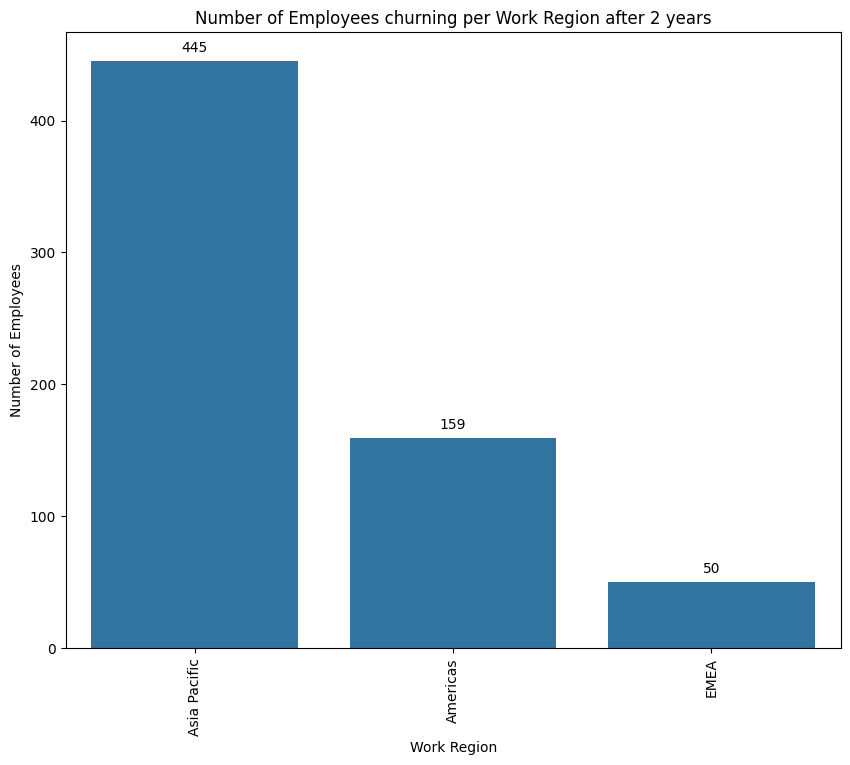 Number of Employees churning per Work Region after 2 years
445
400
300
Number of Employees
200
159
100
50
0
Asia Pacific
Americas
EMEA
Work Region